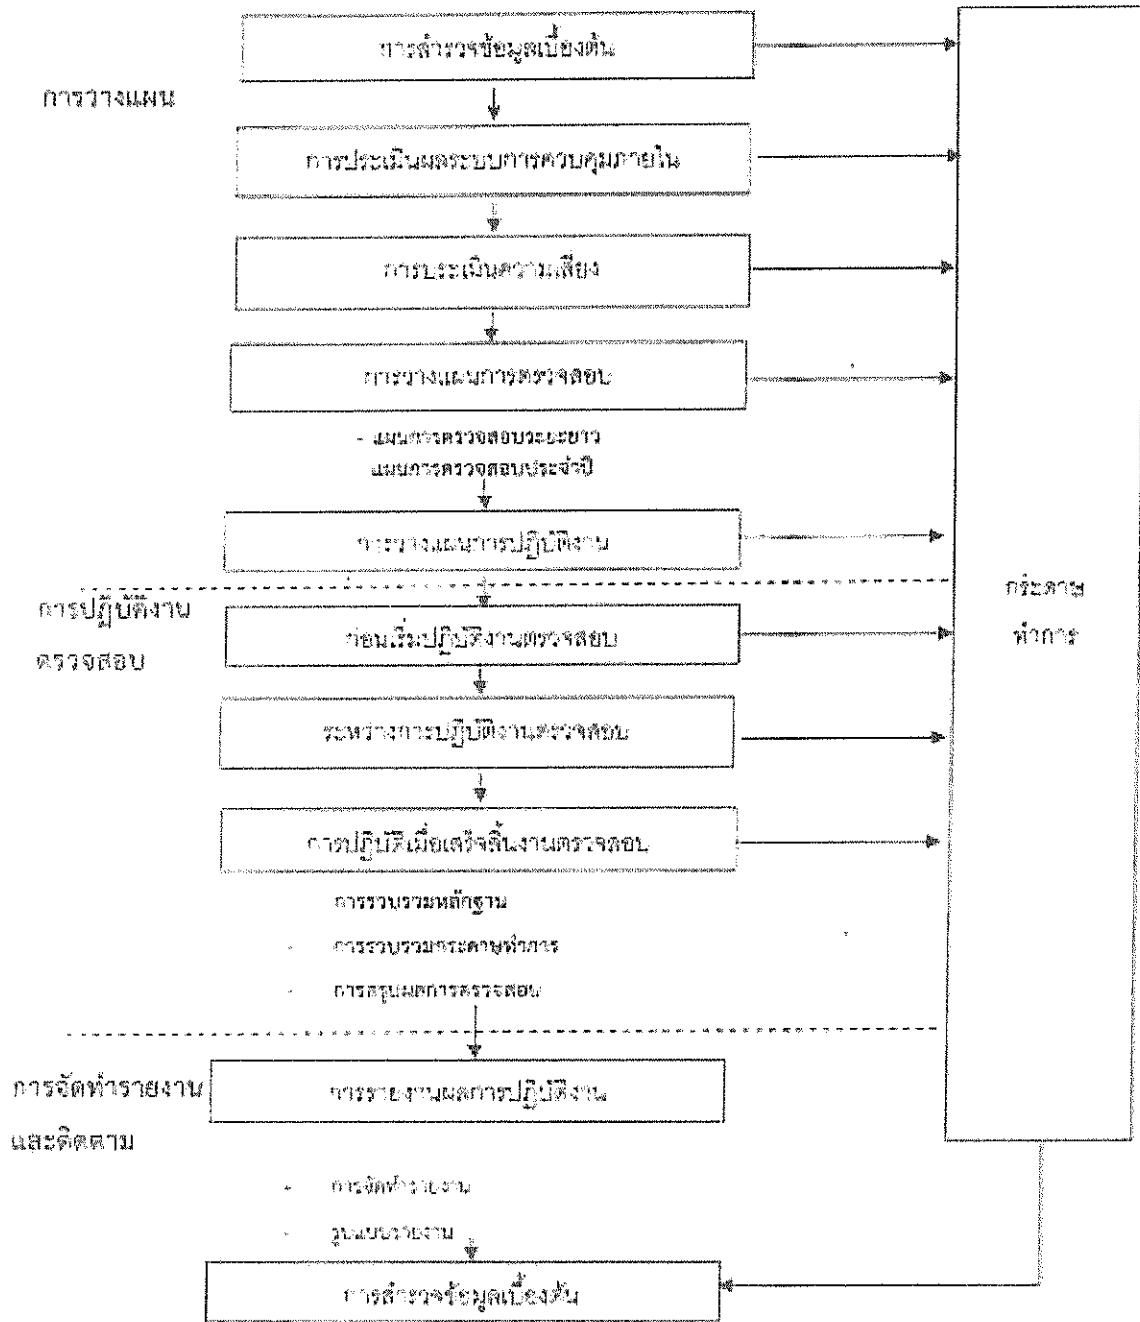 การสำรวจข้อมูลเบื้องต้น
การวางแผน
การประเมินผลระบบการควบคุมภายใน
การประเมินความเสี่ยง
การวางแผนการตรวจสอบ
- แผนการตรวจสอบระยะยาว
แผนการตรวจสอบประจำปี
การวางแผนการปฏิบัติงาน
กระดาษ
ทำการ
การปฏิบัติงาน
ตรวจสอบ
ก่อนเริ่มปฏิบัติงานตรวจสอบ
ระหว่างการปฏิบัติงานตรวจสอบ
การปฏิบัติเมื่อเสร็จสิ้นงานตรวจสอบ
การรวบรวมหลักฐาน
- การรวบรวมกระดาษทำการ
- การสรุปผลการตรวจสอบ
การจัดทำรายงาน
และติดตาม
การรายงานผลการปฏิบัติงาน
- การจัดทำรายงาน
- รูปแบบรายงาน
การสำรวจข้อมูลเบื้องต้น